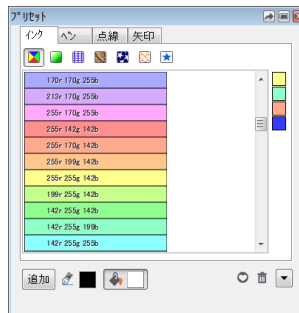 プリセット
インク ペン 点線 矢印
170r 170g 255b
213r 170g 255b
255r 170g 255b
255r 142g 142b
255r 170g 142b
255r 199g 142b
255r 255g 142b
199r 255g 142b
142r 255g 142b
142r 255g 199b
142r 255g 255b
追加